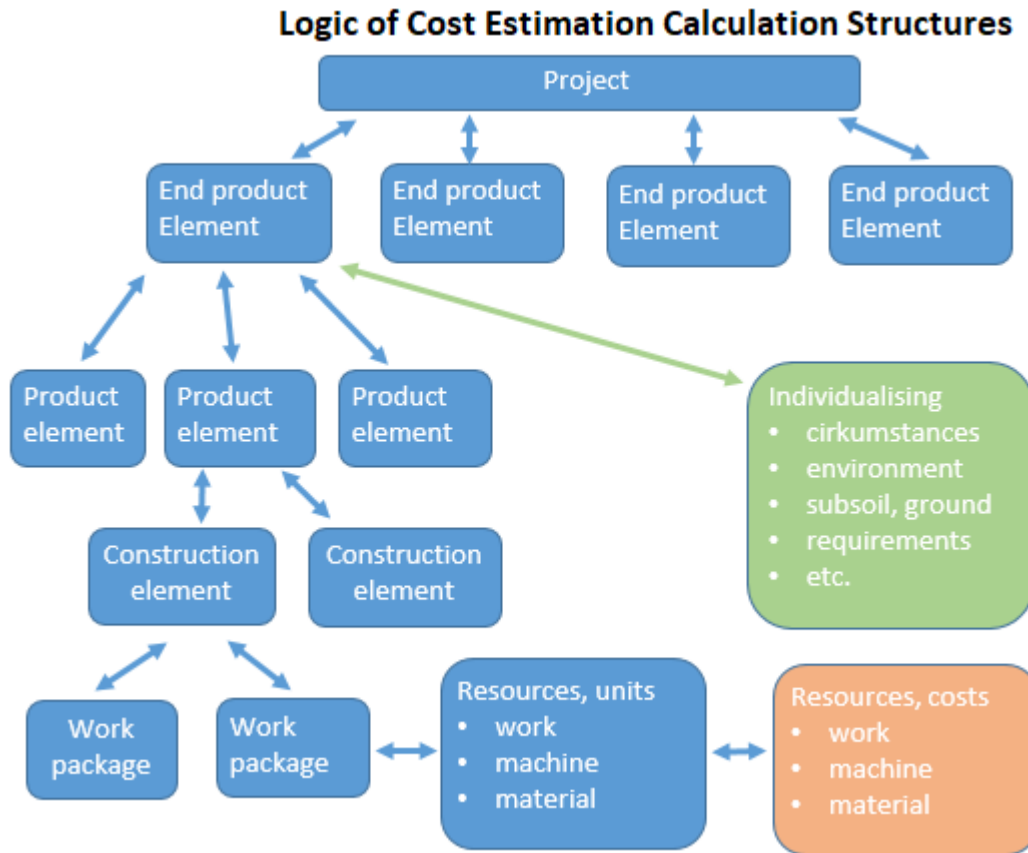 Logic of Cost Estimation Calculation Structures
Project
End product
Element
End product
Element
End product
Element
End product
Element
Product
element
Product
element
Product
element
Individualising
• cirkumstances
• environment
• subsoil, ground
• requirements
• etc.
Construction
element
Construction
element
Work
package
Work
package
Resources, units
• work
• machine
• material
Resources, costs
• work
• machine
• material